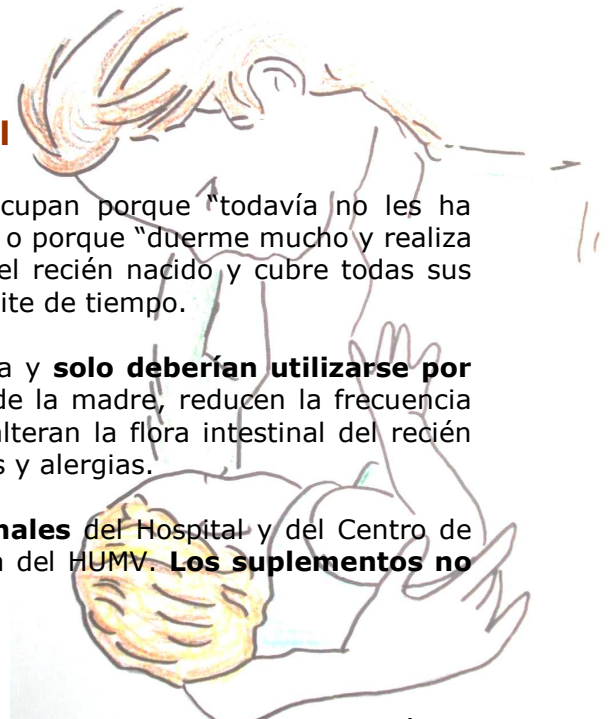 l
cupan porque “todavía no les ha
o porque “duerme mucho y realiza
el recién nacido y cubre todas sus
ite de tiempo.
a y solo deberían utilizarse por
de la madre, reducen la frecuencia
alteran la flora intestinal del recién
s y alergias.
nales del Hospital y del Centro de
a del HUMV. Los suplementos no